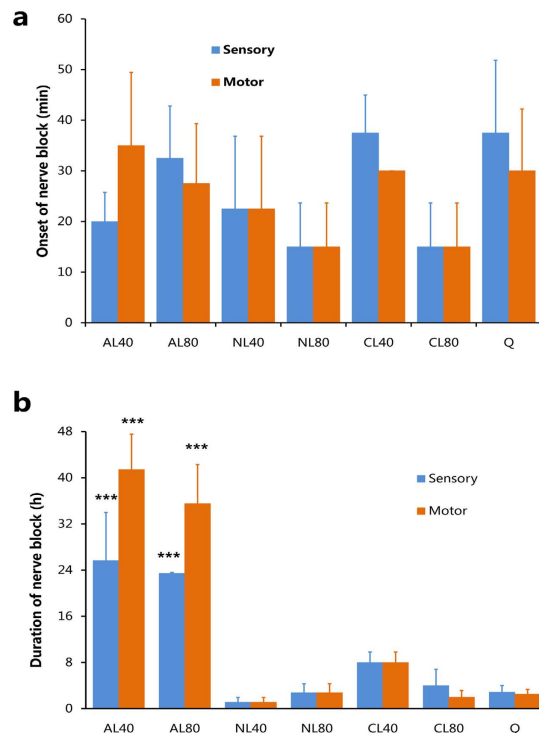 a
Onset of nerve block (min)
60
50
40
30
20
10
0
Sensory
Motor
AL40 AL80 NL40 NL80 CL40 CL80 Q
b
Duration of nerve block (h)
48
40
32
24
16
8
0
***
***
***
***
Sensory
Motor
AL40 AL80 NL40 NL80 CL40 CL80 Q